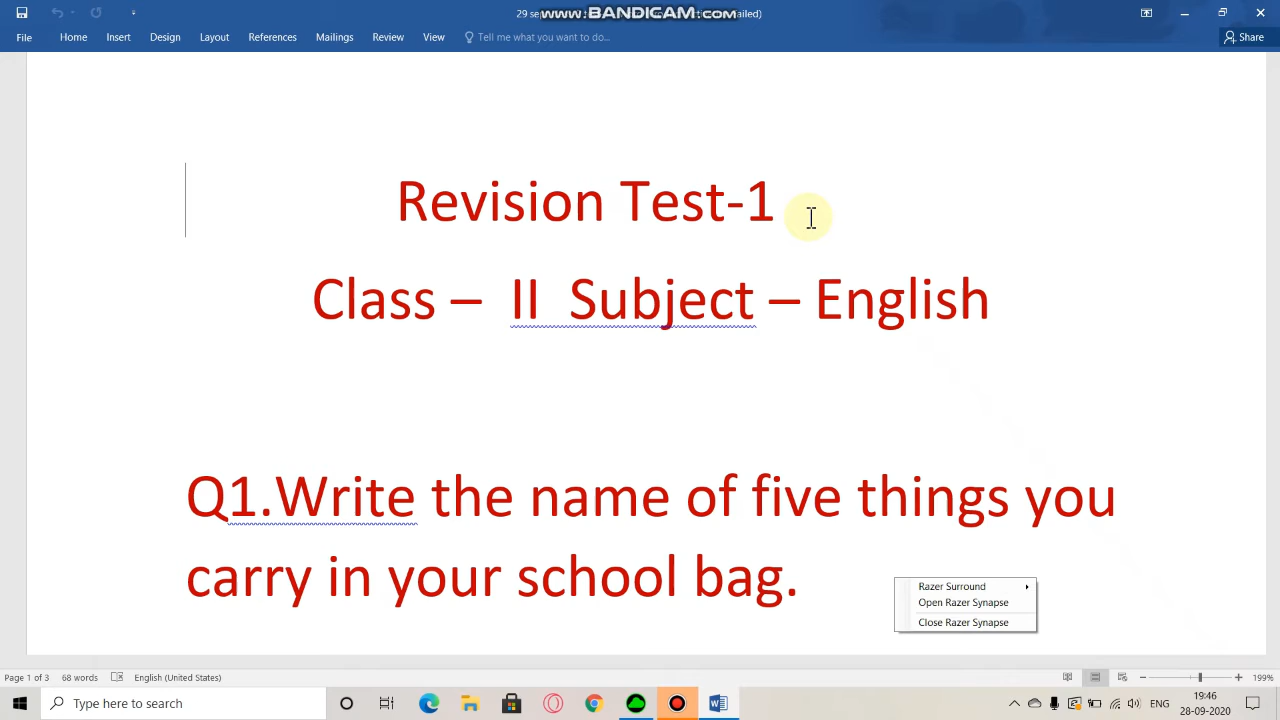 29 sep
www.BANDICAM.com
iled)
File Home Insert Design Layout References Mailings Review View Tell me what you want to do... Share
Revision Test-1
Class – II Subject – English
Q1.Write the name of five things you
carry in your school bag.
Razer Surround
Open Razer Synapse
Close Razer Synapse
Page 1 of 3 68 words English (United States) 199%
Type here to search
ENG
19:46
28-09-2020